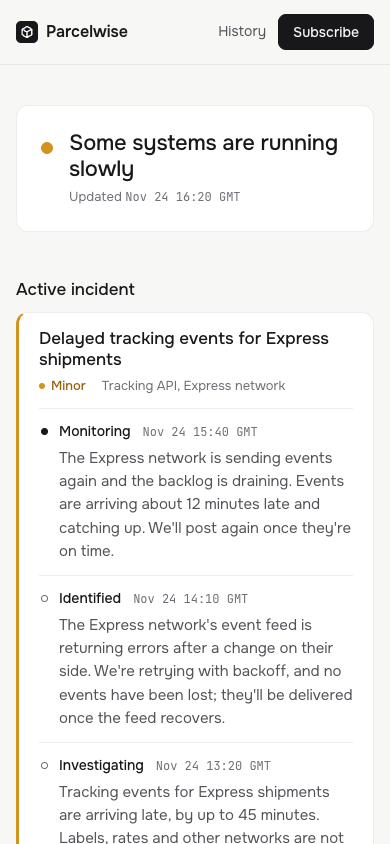 Parcelwise
History
Subscribe
Some systems are running
slowly
Updated Nov 24 16:20 GMT
Active incident
Delayed tracking events for Express
shipments
Minor Tracking API, Express network
Monitoring Nov 24 15:40 GMT
The Express network is sending events
again and the backlog is draining. Events
are arriving about 12 minutes late and
catching up. We'll post again once they're
on time.
Identified Nov 24 14:10 GMT
The Express network's event feed is
returning errors after a change on their
side. We're retrying with backoff, and no
events have been lost; they'll be delivered
once the feed recovers.
Investigating Nov 24 13:20 GMT
Tracking events for Express shipments
are arriving late, by up to 45 minutes.
Labels, rates and other networks are not